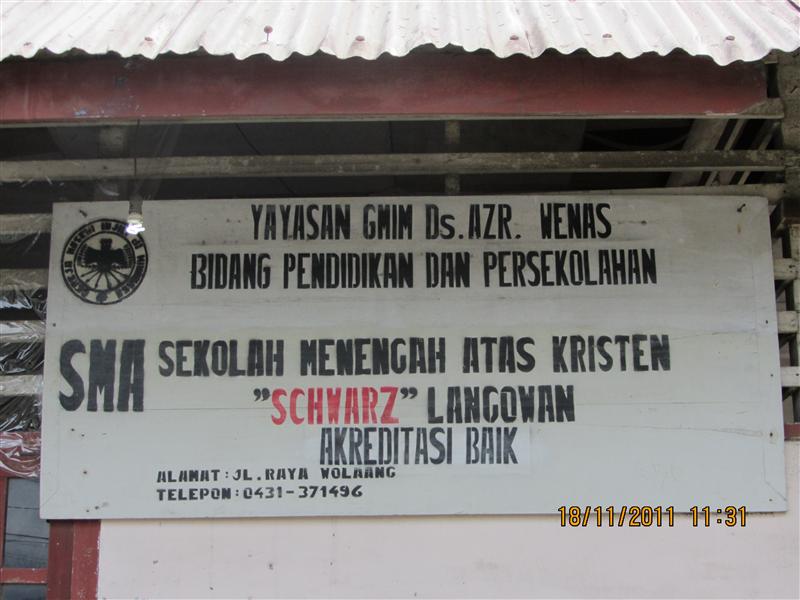 YAYASAN GMIM Ds. AZR. WENAS
BIDANG PENDIDIKAN DAN PERSEKOLAHAN
SMA SEKOLAH MENENGAH ATAS KRISTEN
"SCHWARZ" LANGOWAN
AKREDITASI BAIK
ALAMAT : JL. RAYA WOLAANG
TELEPON : 0431-371496
18/11/2011 11:31